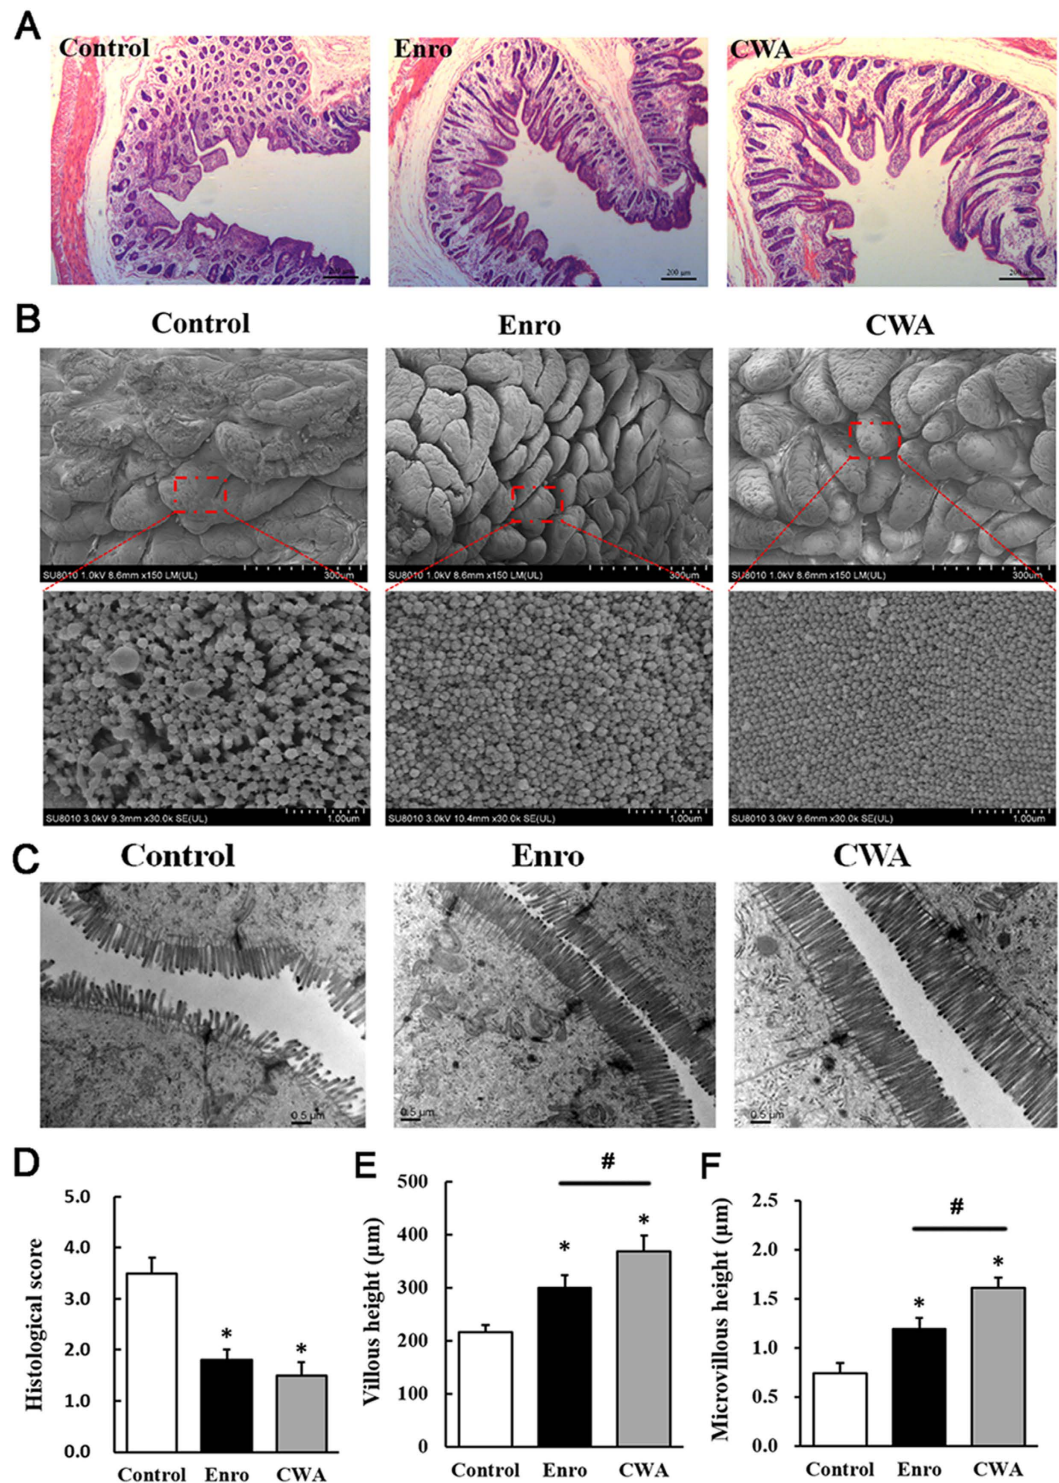 A
Control
Enro
CWA
200 μm
200
B
Control
Enro
CWA
SU8010 1.0kV 8.6mm x150 LM(UL)
300um
SU8010 1.0kV 8.6mm x150 LM(UL)
300um
SU8010 1.0kV 8.6mm x150 LM(UL)
300um
SU8010 3.0kV 9.3mm x30.0k SE(UL)
1.00um
SU8010 3.0kV 10.4mm x30.0k SE(UL)
1.00um
SU8010 3.0kV 9.6mm x30.0k SE(UL)
1.00um
C
Control
Enro
CWA
0.5 μm
0.5 μm
0.5 μm
D
Histological score
5.0
4.0
3.0
2.0
1.0
0.0
*
*
Control
Enro
CWA
E
Villous height (μm)
500
400
300
200
100
0
#
*
*
Control
Enro
CWA
F
Microvillous height (μm)
2.5
2.0
1.5
1.0
0.5
0.0
#
*
*
Control
Enro
CWA